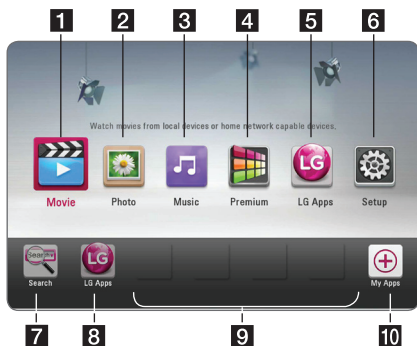 1 2 3 4 5 6
Watch movies from local devices or home network capable devices.
LG
Movie Photo Music Premium LG Apps Setup
Search LG
Search LG Apps My Apps
7 8 9 10